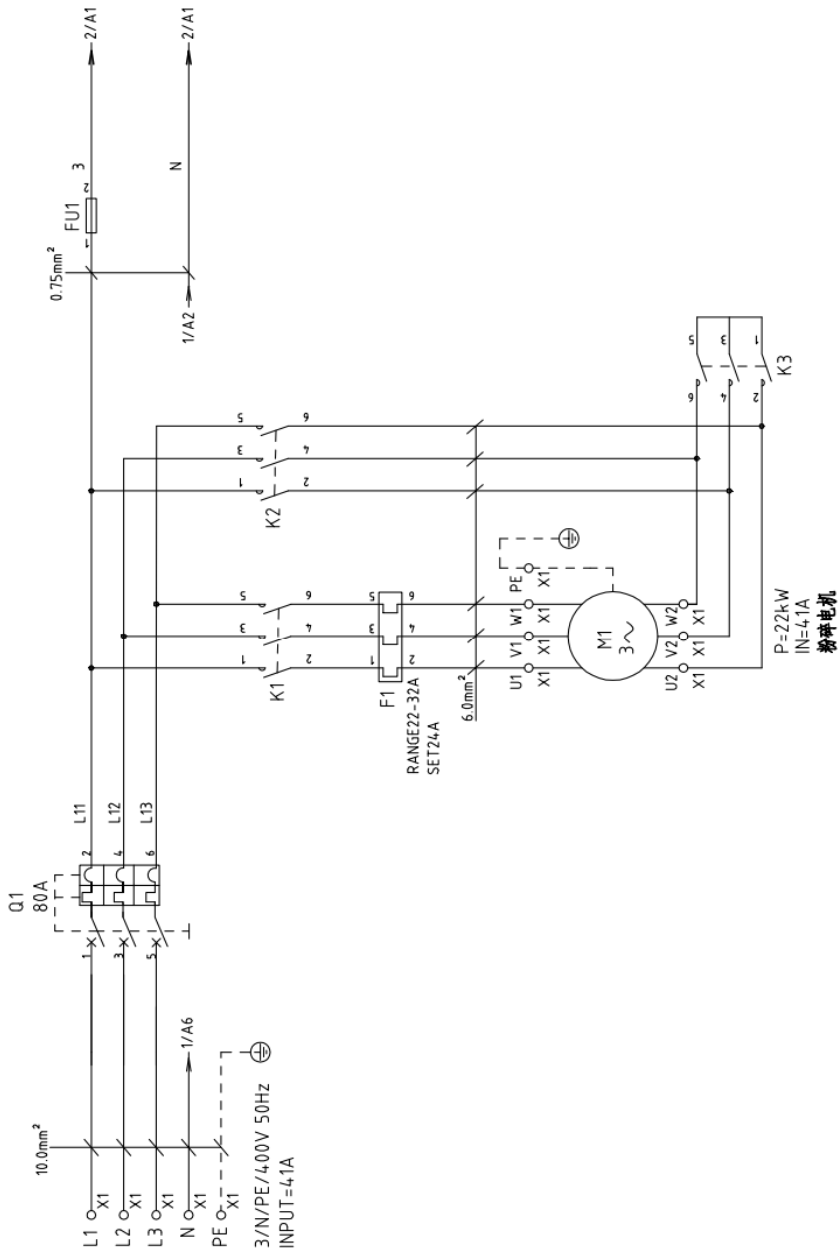 2/A1
2/A1
3
N
FU1
1
2
0.75mm²
1/A2
K2
1
3
5
2
4
6
K3
5
3
1
6
4
2
K1
1
3
5
2
4
6
F1
1
3
5
2
4
6
RANGE22-32A
SET24A
6.0mm²
U1
X1
V1
X1
W1
X1
PE
X1
M1
3~
U2
X1
V2
X1
W2
X1
P=22kW
IN=41A
粉碎电机
L11
L12
L13
Q1
80A
2
4
6
1
3
5
10.0mm²
L1
X1
L2
X1
L3
X1
N
X1
PE
X1
1/A6
3/N/PE/400V 50Hz
INPUT=41A